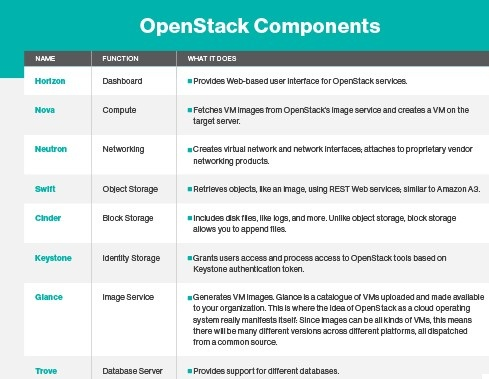 OpenStack Components
NAME FUNCTION WHAT IT DOES
Horizon Dashboard Provides Web-based user interface for OpenStack services.
Nova Compute Fetches VM images from OpenStack's image service and creates a VM on the
target server.
Neutron Networking Creates virtual network and network interfaces; attaches to proprietary vendor
networking products.
Swift Object Storage Retrieves objects, like an image, using REST Web services; similar to Amazon A3.
Cinder Block Storage Includes disk files, like logs, and more. Unlike object storage, block storage
allows you to append files.
Keystone Identity Storage Grants users access and process access to OpenStack tools based on
Keystone authentication token.
Glance Image Service Generates VM images. Glance is a catalogue of VMs uploaded and made available
to your organization. This is where the idea of OpenStack as a cloud operating
system really manifests itself: Since images can be all kinds of VMs, this means
there will be many different versions across different platforms, all dispatched
from a common source.
Trove Database Server Provides support for different databases.